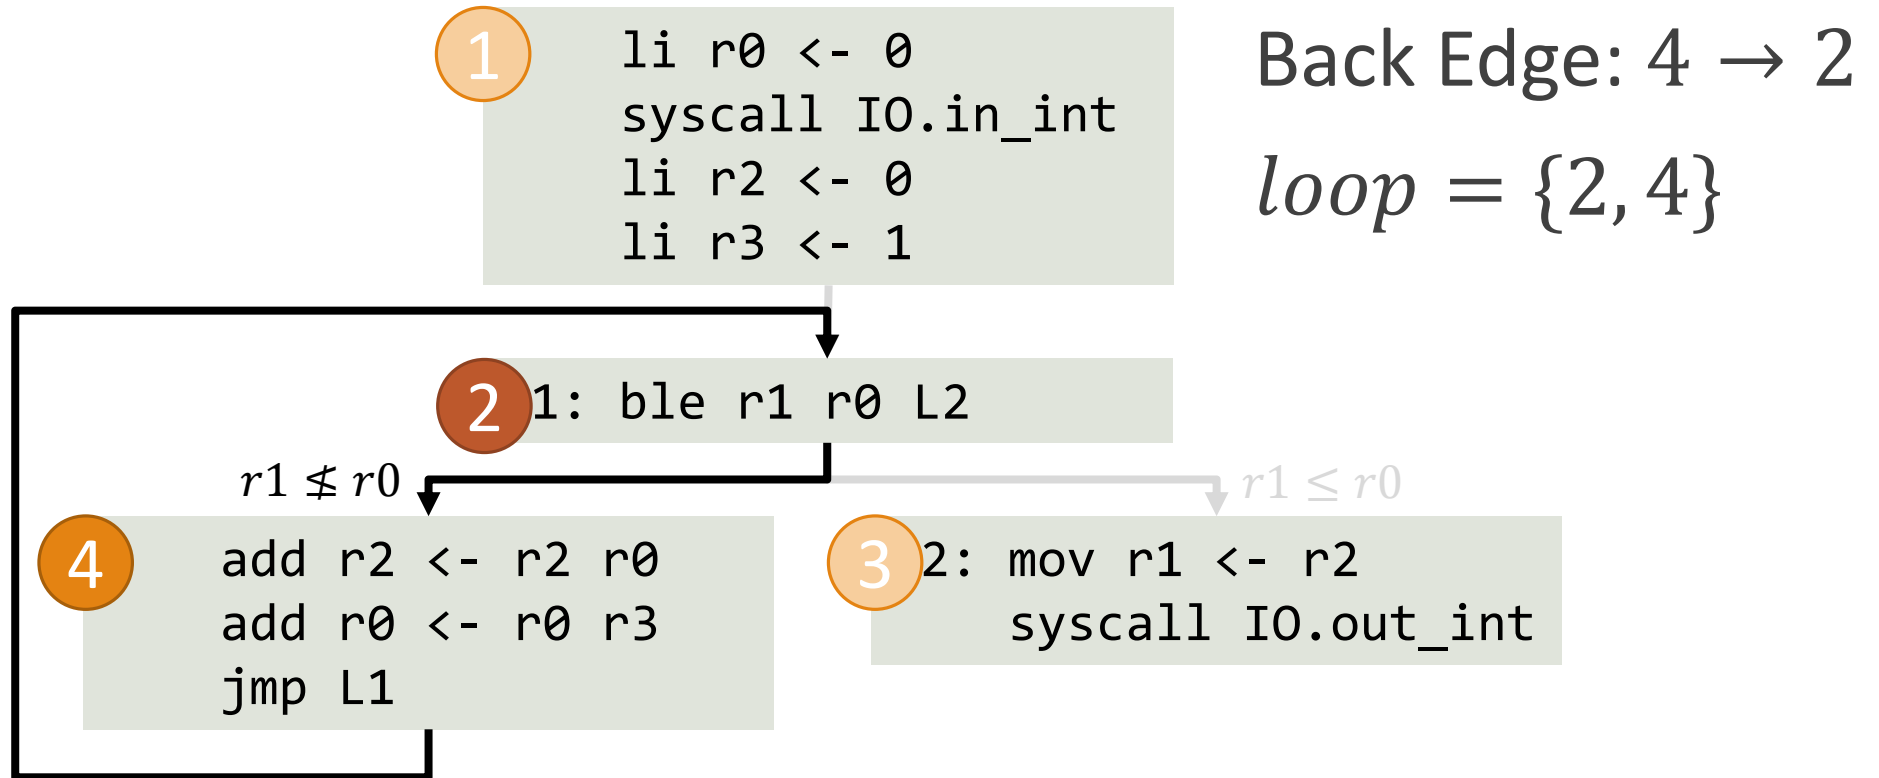 1
li r0 <- 0
syscall IO.in_int
li r2 <- 0
li r3 <- 1
Back Edge: 4 → 2
loop = {2, 4}
2
1: ble r1 r0 L2
r1 ≰ r0
r1 ≤ r0
4
add r2 <- r2 r0
add r0 <- r0 r3
jmp L1
3
2: mov r1 <- r2
syscall IO.out_int